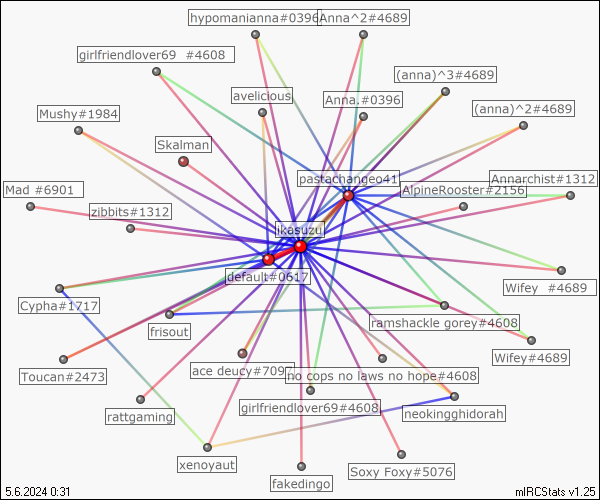 hypomanianna#0396
Anna^2#4689
girlfriendlover69 #4608
(anna)^3#4689
avelicious
Anna.#0396
(anna)^2#4689
Mushy#1984
Skalman
pastachangeo41
Annarchist#1312
AlpineRooster#2156
Mad #6901
zibbits#1312
ikasuzu
default#0617
Wifey #4689
Cypha#1717
frisout
ramshackle gorey#4608
Wifey#4689
ace deucy#7097
no cops no laws no hope#4608
Toucan#2473
rattgaming
girlfriendlover69#4608
neokingghidorah
xenoyaut
fakedingo
Soxy Foxy#5076
5.6.2024 0:31
mIRCStats v1.25